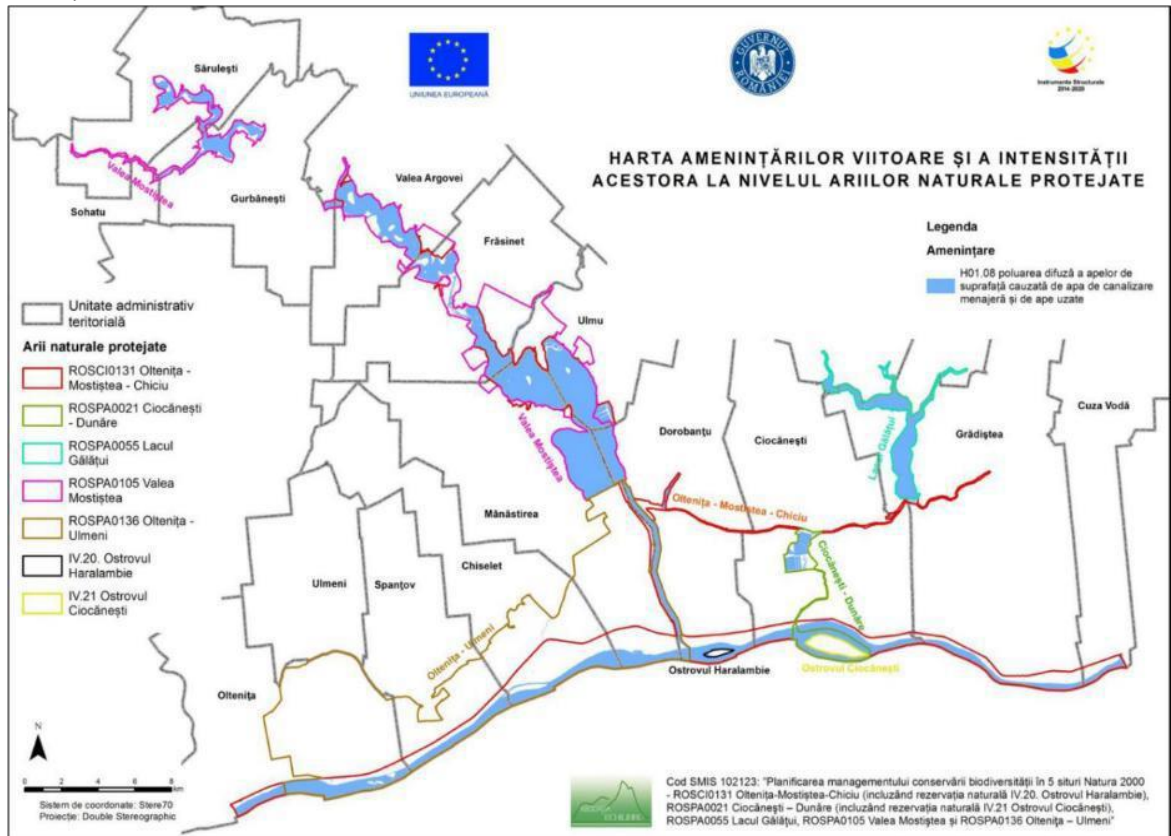 UNIUNEA EUROPEANĂ
GUVERNUL ROMÂNIEI
Instrumente Structurale
2014-2020
HARTA AMENINȚĂRILOR VIITOARE ȘI A INTENSITĂȚII
ACESTORA LA NIVELUL ARIILOR NATURALE PROTEJATE
Legenda
Amenințare
H01.08 poluarea difuză a apelor de
suprafață cauzată de apa de canalizare
menajeră și de ape uzate
Sărulești
Valea Mostiștea
Sohatu
Gurbănești
Valea Argovei
Frăsinet
Ulmu
Valea Mostiștea
Dorobanțu
Ciocănești
Lacul Gălățui
Grădiștea
Cuza Vodă
Oltenița - Mostiștea - Chiciu
Ciocănești - Dunăre
Mânăstirea
Chiselet
Spanțov
Ulmeni
Oltenița - Ulmeni
Oltenița
Ostrovul Haralambie
Ostrovul Ciocănești
Unitate administrativ
teritorială
Arii naturale protejate
ROSCI0131 Oltenița -
Mostiștea - Chiciu
ROSPA0021 Ciocănești
- Dunăre
ROSPA0055 Lacul
Gălățui
ROSPA0105 Valea
Mostiștea
ROSPA0136 Oltenița -
Ulmeni
IV.20. Ostrovul
Haralambie
IV.21 Ostrovul
Ciocănești
N
0 2 4 6 8
km
Sistem de coordonate: Stere70
Proiecție: Double Stereographic
Cod SMIS 102123: "Planificarea managementului conservării biodiversității în 5 situri Natura 2000
- ROSCI0131 Oltenița-Mostiștea-Chiciu (incluzând rezervația naturală IV.20. Ostrovul Haralambie),
ROSPA0021 Ciocănești – Dunăre (incluzând rezervația naturală IV.21 Ostrovul Ciocănești),
ROSPA0055 Lacul Gălățui, ROSPA0105 Valea Mostiștea și ROSPA0136 Oltenița – Ulmeni"